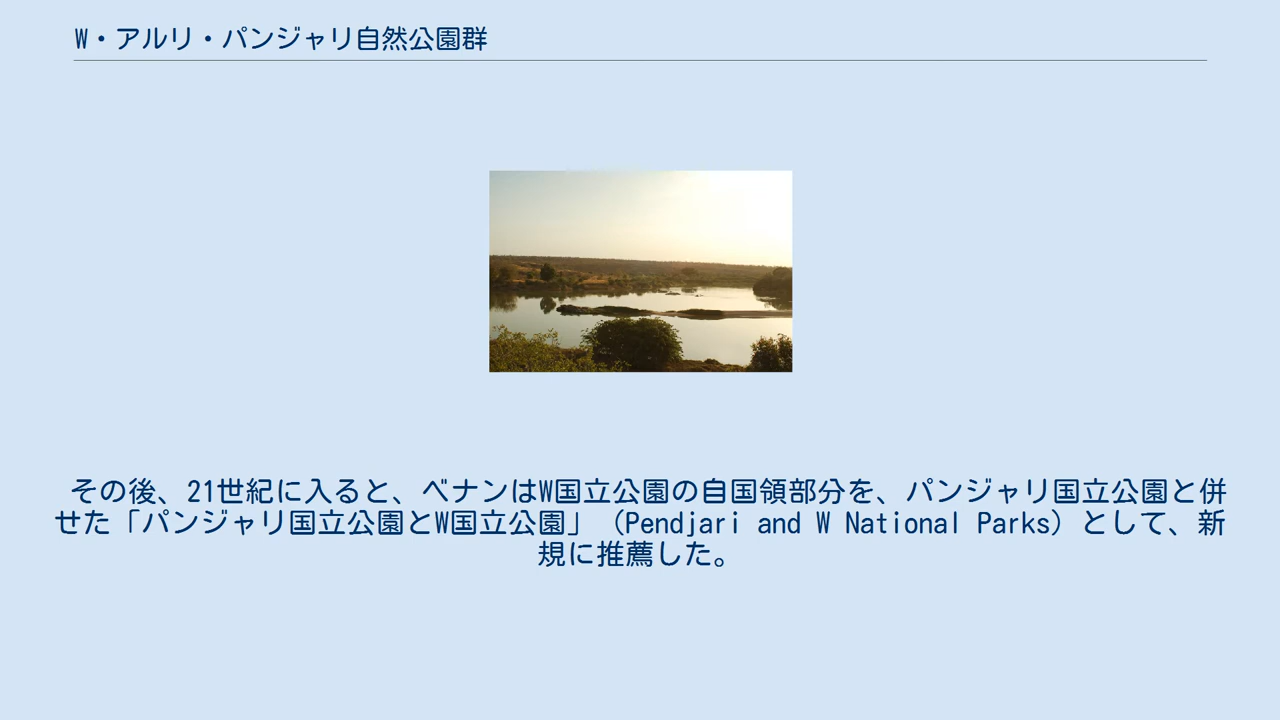 W・アルリ・パンジャリ自然公園群
その後、21世紀に入ると、ベナンはW国立公園の自国領部分を、パンジャリ国立公園と併
せた「パンジャリ国立公園とW国立公園」（Pendjari and W National Parks）として、新
規に推薦した。